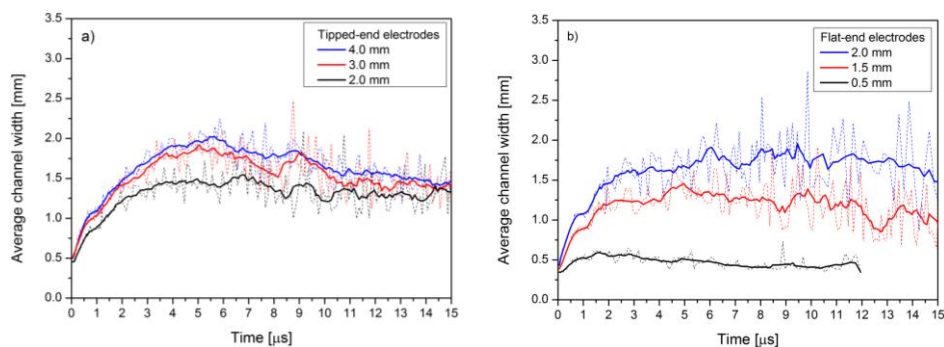 a)
Tipped-end electrodes
4.0 mm
3.0 mm
2.0 mm
Average channel width [mm]
3.5
3.0
2.5
2.0
1.5
1.0
0.5
0.0
0 1 2 3 4 5 6 7 8 9 10 11 12 13 14 15
Time [μs]
b)
Flat-end electrodes
2.0 mm
1.5 mm
0.5 mm
Average channel width [mm]
3.5
3.0
2.5
2.0
1.5
1.0
0.5
0.0
0 1 2 3 4 5 6 7 8 9 10 11 12 13 14 15
Time [μs]